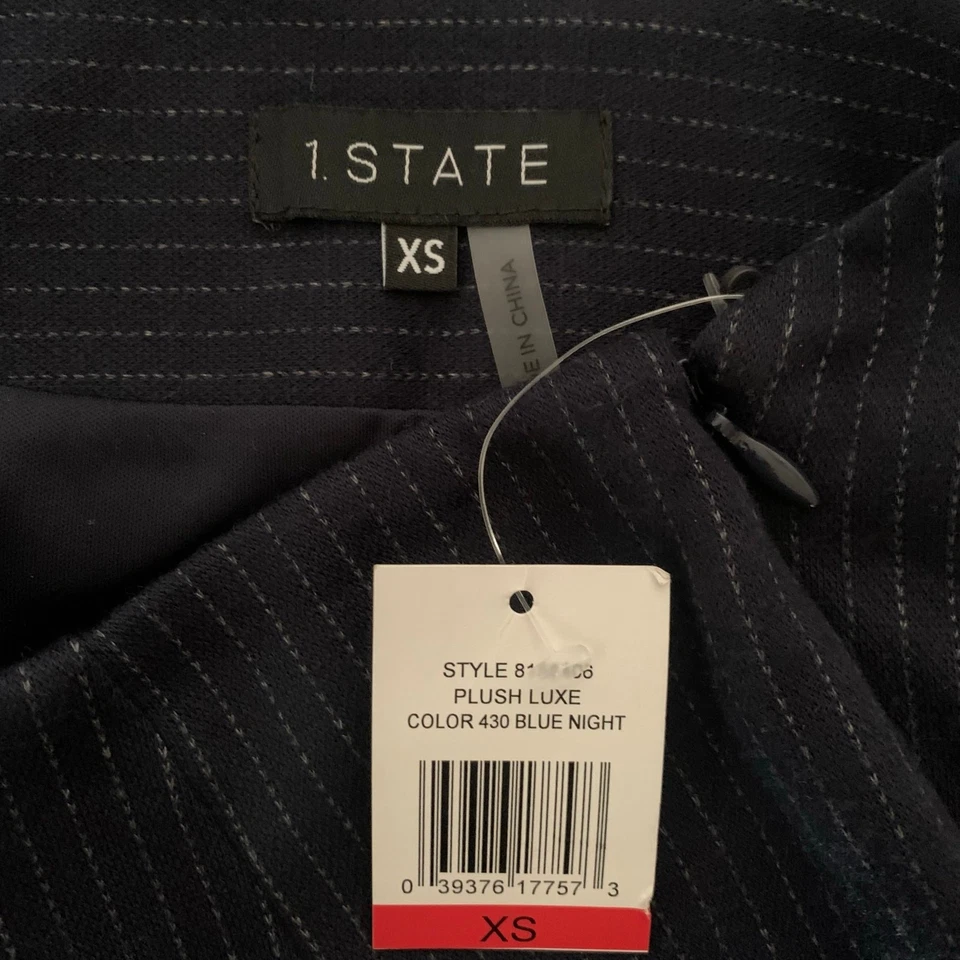 1. STATE
XS
E IN CHINA
STYLE
PLUSH LUXE
COLOR 430 BLUE NIGHT
0 39376 17757 3
XS